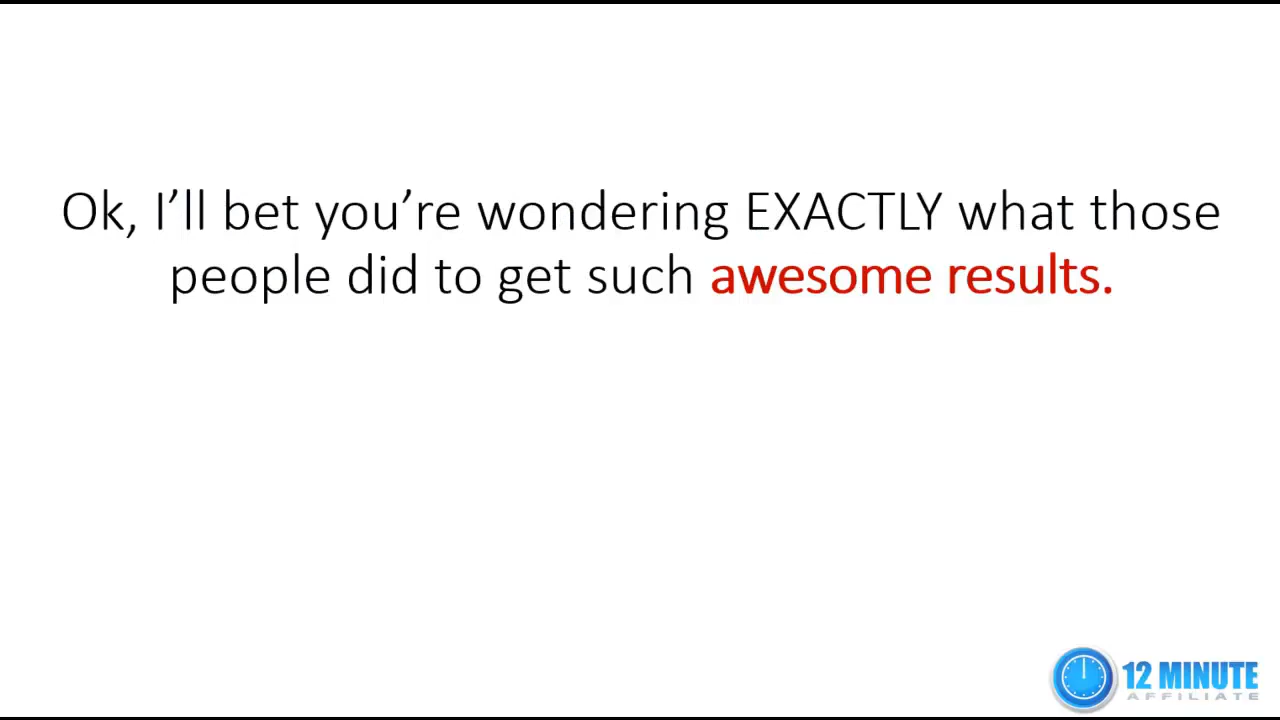 Ok, I’ll bet you’re wondering EXACTLY what those
people did to get such awesome results.
12 MINUTE
AFFILIATE